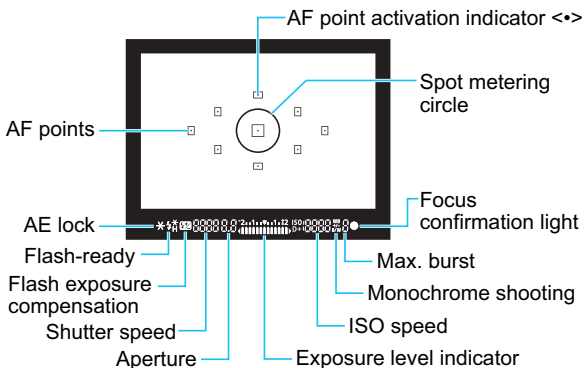 AF point activation indicator <•>
Spot metering
circle
AF points
AE lock
Focus
confirmation light
Flash-ready
Max. burst
Flash exposure
compensation
Monochrome shooting
Shutter speed
ISO speed
Aperture
Exposure level indicator